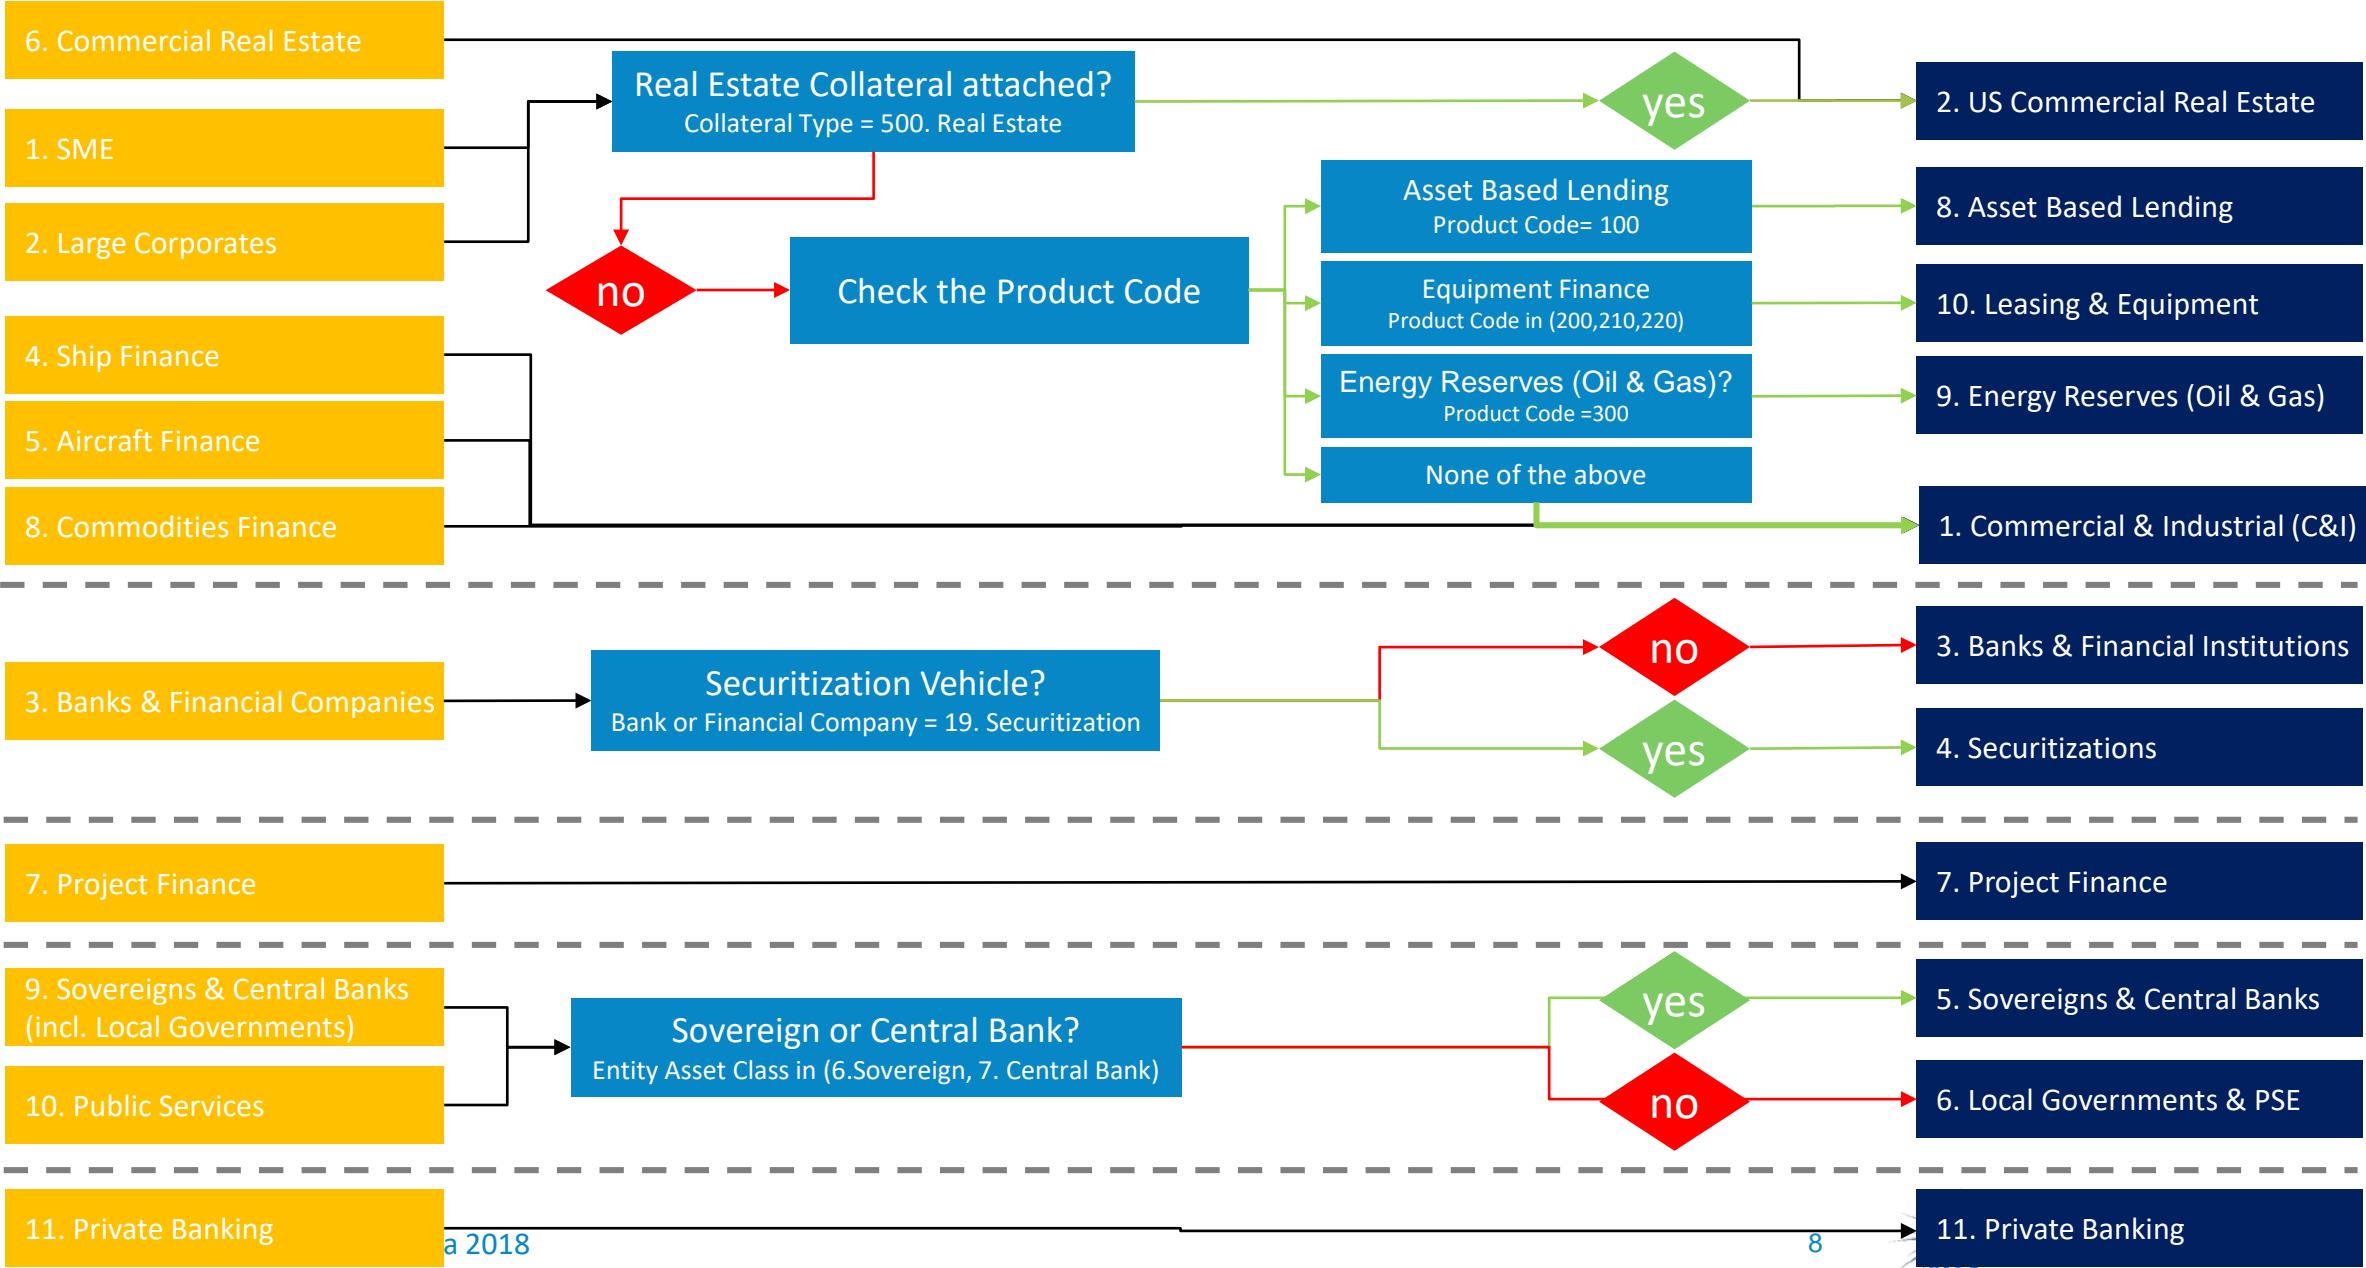 6. Commercial Real Estate
1. SME
2. Large Corporates
4. Ship Finance
5. Aircraft Finance
8. Commodities Finance
Real Estate Collateral attached?
Collateral Type = 500. Real Estate
yes
no
Check the Product Code
Asset Based Lending
Product Code= 100
Equipment Finance
Product Code in (200,210,220)
Energy Reserves (Oil & Gas)?
Product Code =300
None of the above
2. US Commercial Real Estate
8. Asset Based Lending
10. Leasing & Equipment
9. Energy Reserves (Oil & Gas)
1. Commercial & Industrial (C&I)
3. Banks & Financial Companies
Securitization Vehicle?
Bank or Financial Company = 19. Securitization
no
yes
3. Banks & Financial Institutions
4. Securitizations
7. Project Finance
7. Project Finance
9. Sovereigns & Central Banks
(incl. Local Governments)
10. Public Services
Sovereign or Central Bank?
Entity Asset Class in (6.Sovereign, 7. Central Bank)
yes
no
5. Sovereigns & Central Banks
6. Local Governments & PSE
11. Private Banking
a 2018
8
11. Private Banking